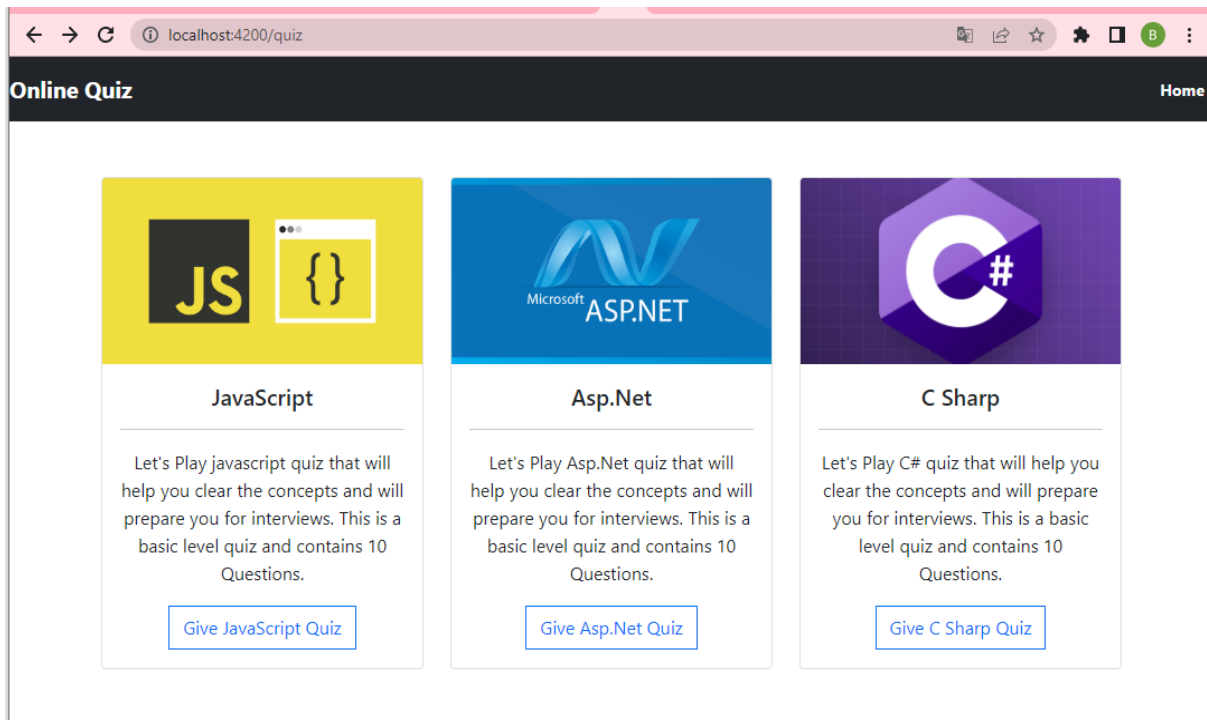 localhost:4200/quiz
B
Online Quiz
Home
JS
{}
Microsoft
ASP.NET
C#
JavaScript
Let's Play javascript quiz that will
help you clear the concepts and will
prepare you for interviews. This is a
basic level quiz and contains 10
Questions.
Give JavaScript Quiz
Asp.Net
Let's Play Asp.Net quiz that will
help you clear the concepts and will
prepare you for interviews. This is a
basic level quiz and contains 10
Questions.
Give Asp.Net Quiz
C Sharp
Let's Play C# quiz that will help you
clear the concepts and will prepare
you for interviews. This is a basic
level quiz and contains 10
Questions.
Give C Sharp Quiz